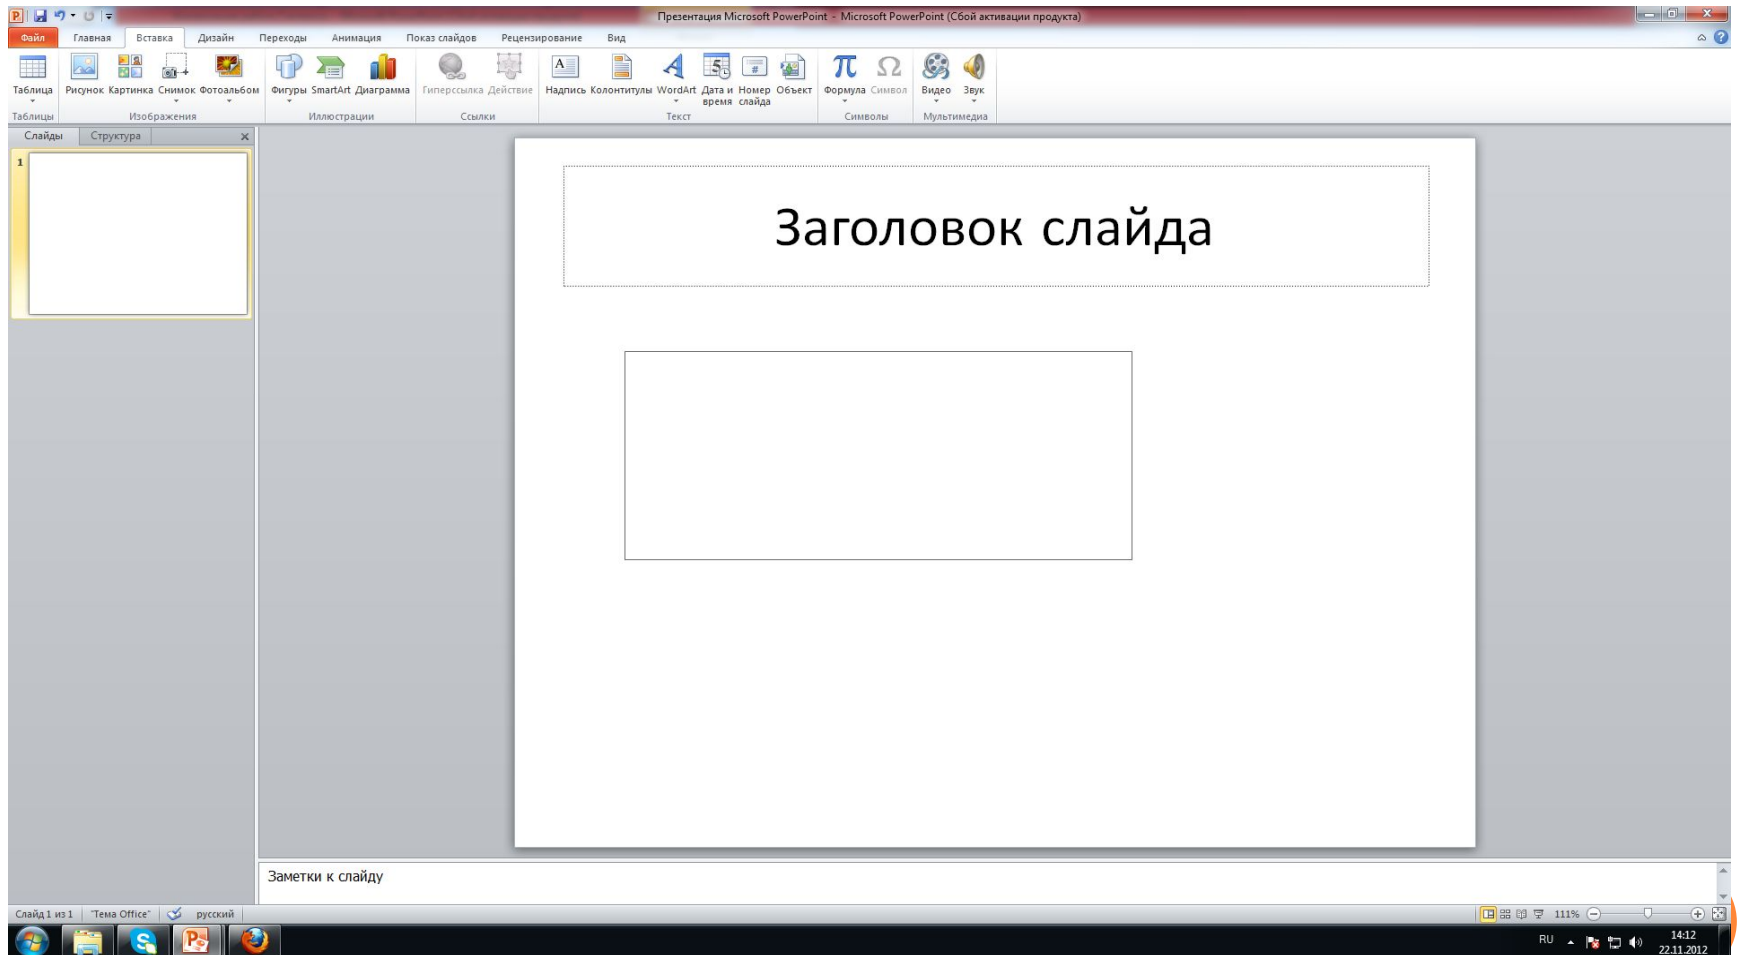 Презентация Microsoft PowerPoint - Microsoft PowerPoint (Сбой активации продукта)
Файл Главная Вставка Дизайн Переходы Анимация Показ слайдов Рецензирование Вид
Таблица Рисунок Картинка Снимок Фотоальбом Фигуры SmartArt Диаграмма Гиперссылка Действие Надпись Колонтитулы WordArt Дата и время Номер слайда Объект Формула Символ Видео Звук
Таблицы Изображения Иллюстрации Ссылки Текст Символы Мультимедиа
Слайды Структура
1
Заголовок слайда
Заметки к слайду
Слайд 1 из 1 "Тема Office" русский 111%
RU 14:12
22.11.2012